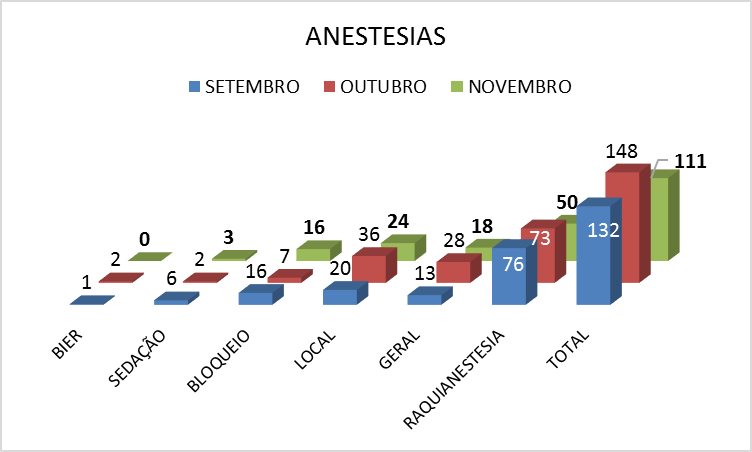 ANESTESIAS
SETEMBRO OUTUBRO NOVEMBRO
148 111
0 3 16 24 18 50
2 2 7 36 28 73 132
1 6 16 20 13 76
BIER SEDAÇÃO BLOQUEIO LOCAL GERAL RAQUIANESTESIA TOTAL